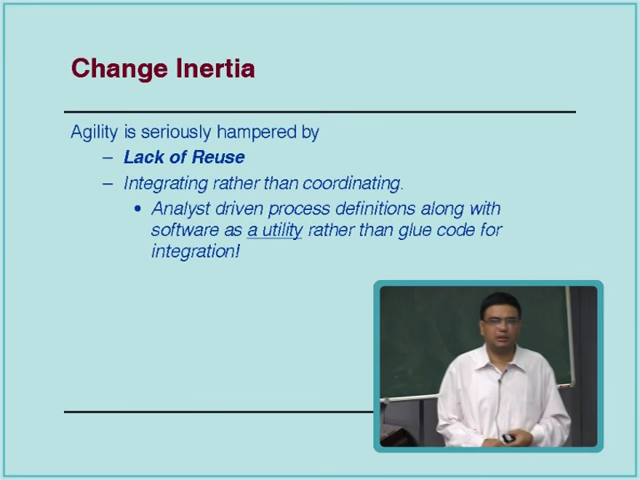 Change Inertia
Agility is seriously hampered by
– Lack of Reuse
– Integrating rather than coordinating.
• Analyst driven process definitions along with
software as a utility rather than glue code for
integration!